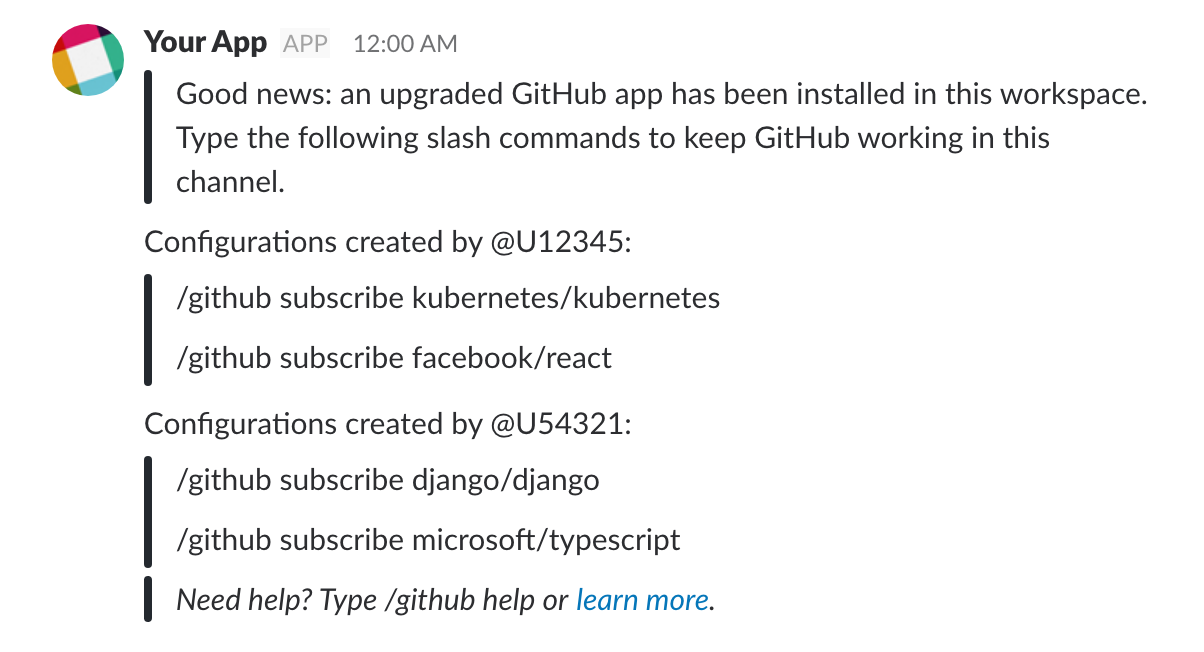 Your App APP 12:00 AM
Good news: an upgraded GitHub app has been installed in this workspace.
Type the following slash commands to keep GitHub working in this
channel.
Configurations created by @U12345:
/github subscribe kubernetes/kubernetes
/github subscribe facebook/react
Configurations created by @U54321:
/github subscribe django/django
/github subscribe microsoft/typescript
Need help? Type /github help or learn more.